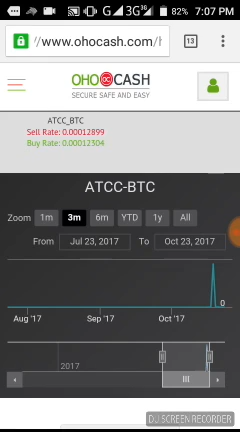 G 3G 3G 82% 7:07 PM
//www.ohocash.com/h
13
OHO OC CASH
SECURE SAFE AND EASY
ATCC_BTC
Sell Rate: 0.00012899
Buy Rate: 0.00012304
ATCC-BTC
Zoom 1m 3m 6m YTD 1y All
From Jul 23, 2017 To Oct 23, 2017
0
Aug '17 Sep '17 Oct '17
2017
DU SCREEN RECORDER